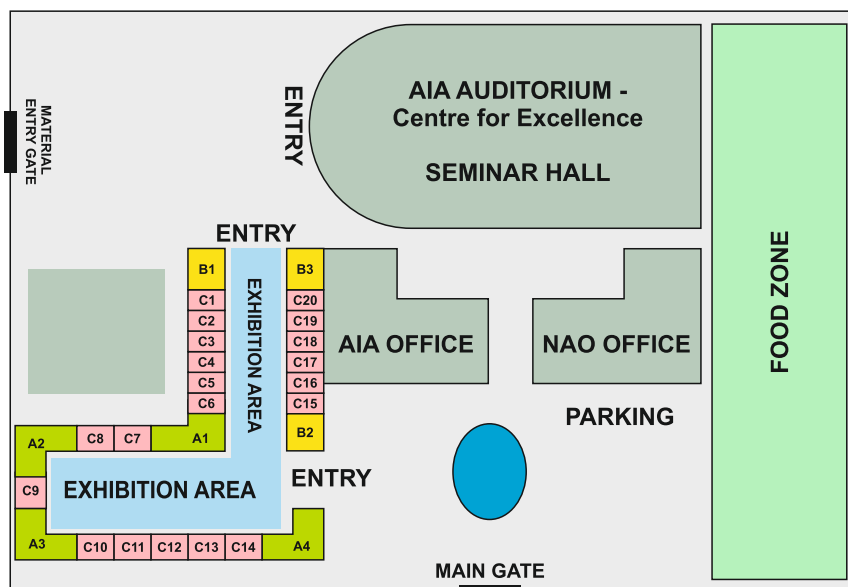 AIA AUDITORIUM -
Centre for Excellence
SEMINAR HALL
ENTRY
MATERIAL
ENTRY GATE
FOOD ZONE
ENTRY
B1
B3
EXHIBITION AREA
C1
C2
C3
C4
C5
C6
C20
C19
C18
C17
C16
C15
B2
AIA OFFICE
NAO OFFICE
PARKING
A2
C8
C7
A1
C9
EXHIBITION AREA
ENTRY
A3
C10
C11
C12
C13
C14
A4
MAIN GATE